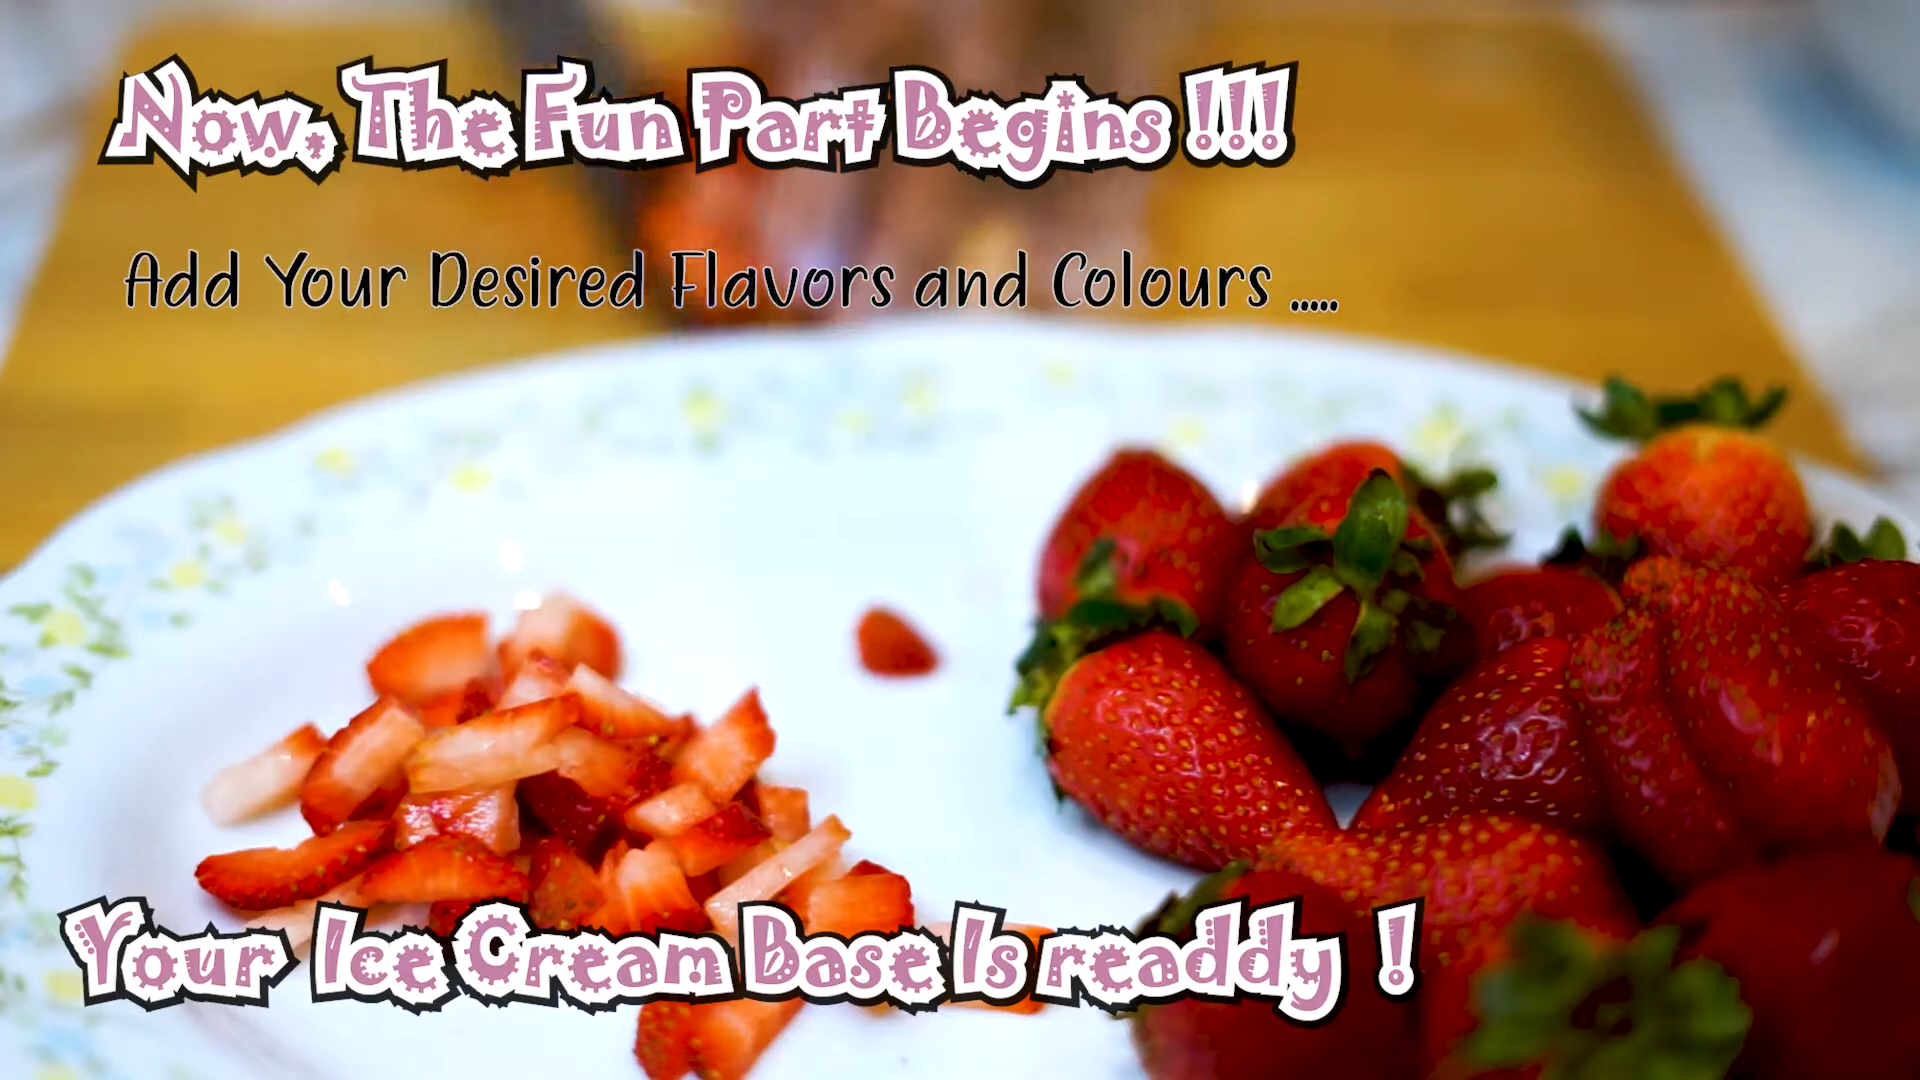 Now, The Fun Part Begins !!!
Add Your Desired Flavors and Colours .....
Your Ice Cream Base Is readdy !